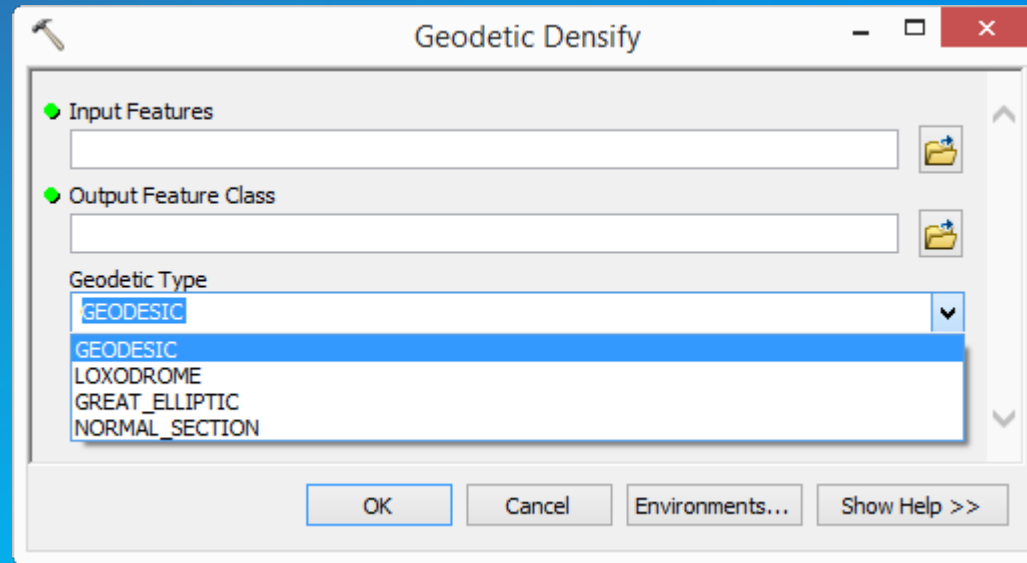 Geodetic Densify
Input Features
Output Feature Class
Geodetic Type
GEODESIC
GEODESIC
LOXODROME
GREAT_ELLIPTIC
NORMAL_SECTION
OK Cancel Environments... Show Help >>